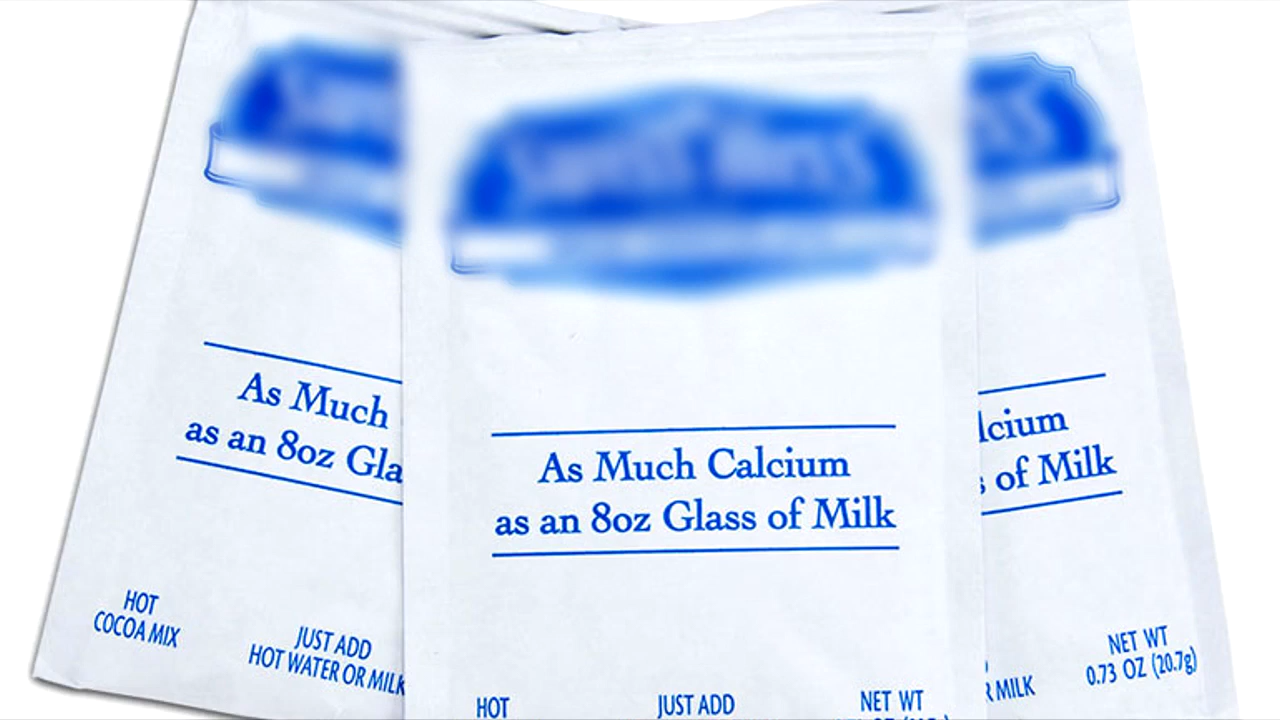 As Much
as an 8oz Gla
HOT
COCOA MIX
JUST ADD
HOT WATER OR MILK
As Much Calcium
as an 8oz Glass of Milk
HOT
JUST ADD
NET WT
lcium
s of Milk
R MILK
NET WT
0.73 OZ (20.7g)